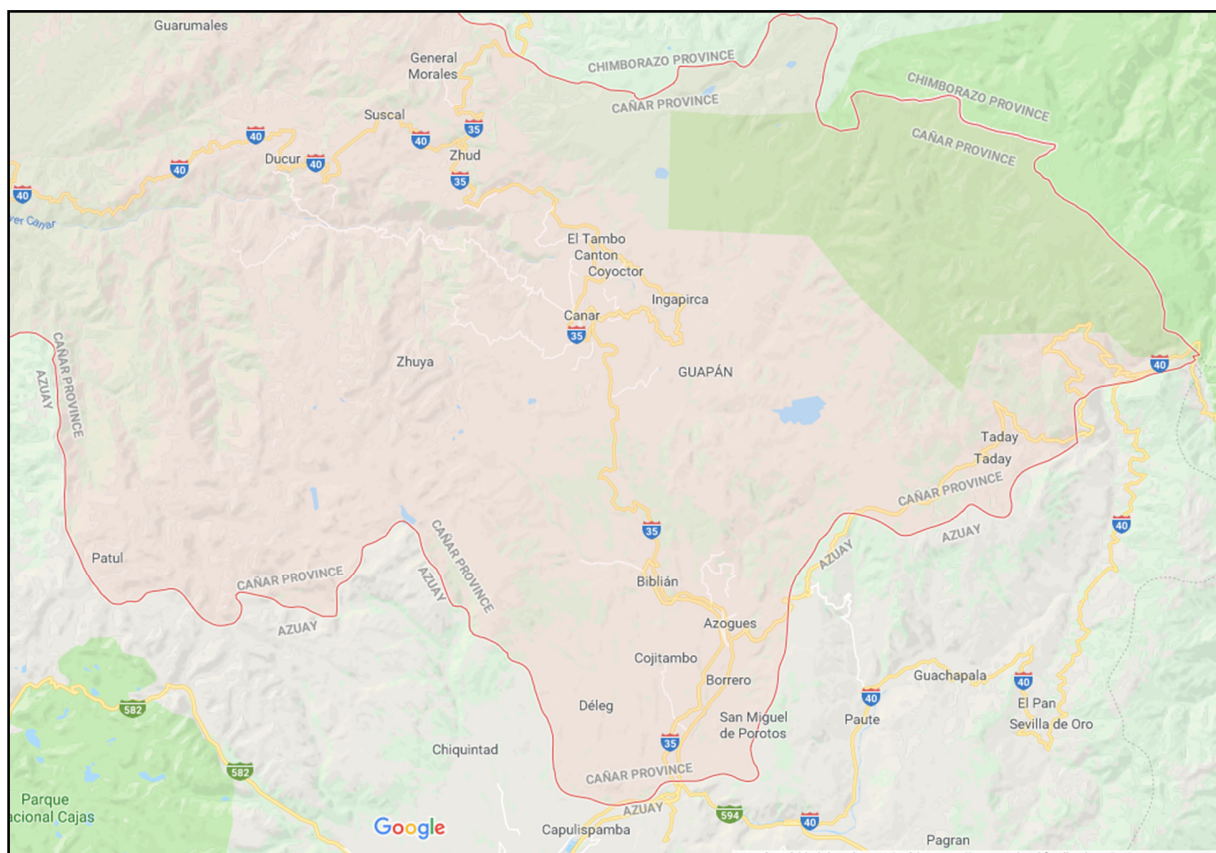 Guarumales
General
Morales
CHIMBORAZO PROVINCE
CAÑAR PROVINCE
CHIMBORAZO PROVINCE
CAÑAR PROVINCE
Suscal
40
35
40
Zhud
Ducur
40
40
35
40
El Tambo
Canton
Coyoctor
Ingapirca
Canar
35
Zhuya
GUAPÁN
40
CAÑAR PROVINCE
AZUAY
Taday
Taday
CAÑAR PROVINCE
AZUAY
40
35
CAÑAR PROVINCE
AZUAY
AZUAY
Patul
CAÑAR PROVINCE
AZUAY
Biblián
Azogues
Cojitambo
Borrero
Guachapala
40
40
El Pan
Sevilla de Oro
Déleg
San Miguel
de Porotos
Paute
582
Chiquintad
35
582
CAÑAR PROVINCE
AZUAY
Parque
acional Cajas
Google
Capulispamba
594
40
Pagran